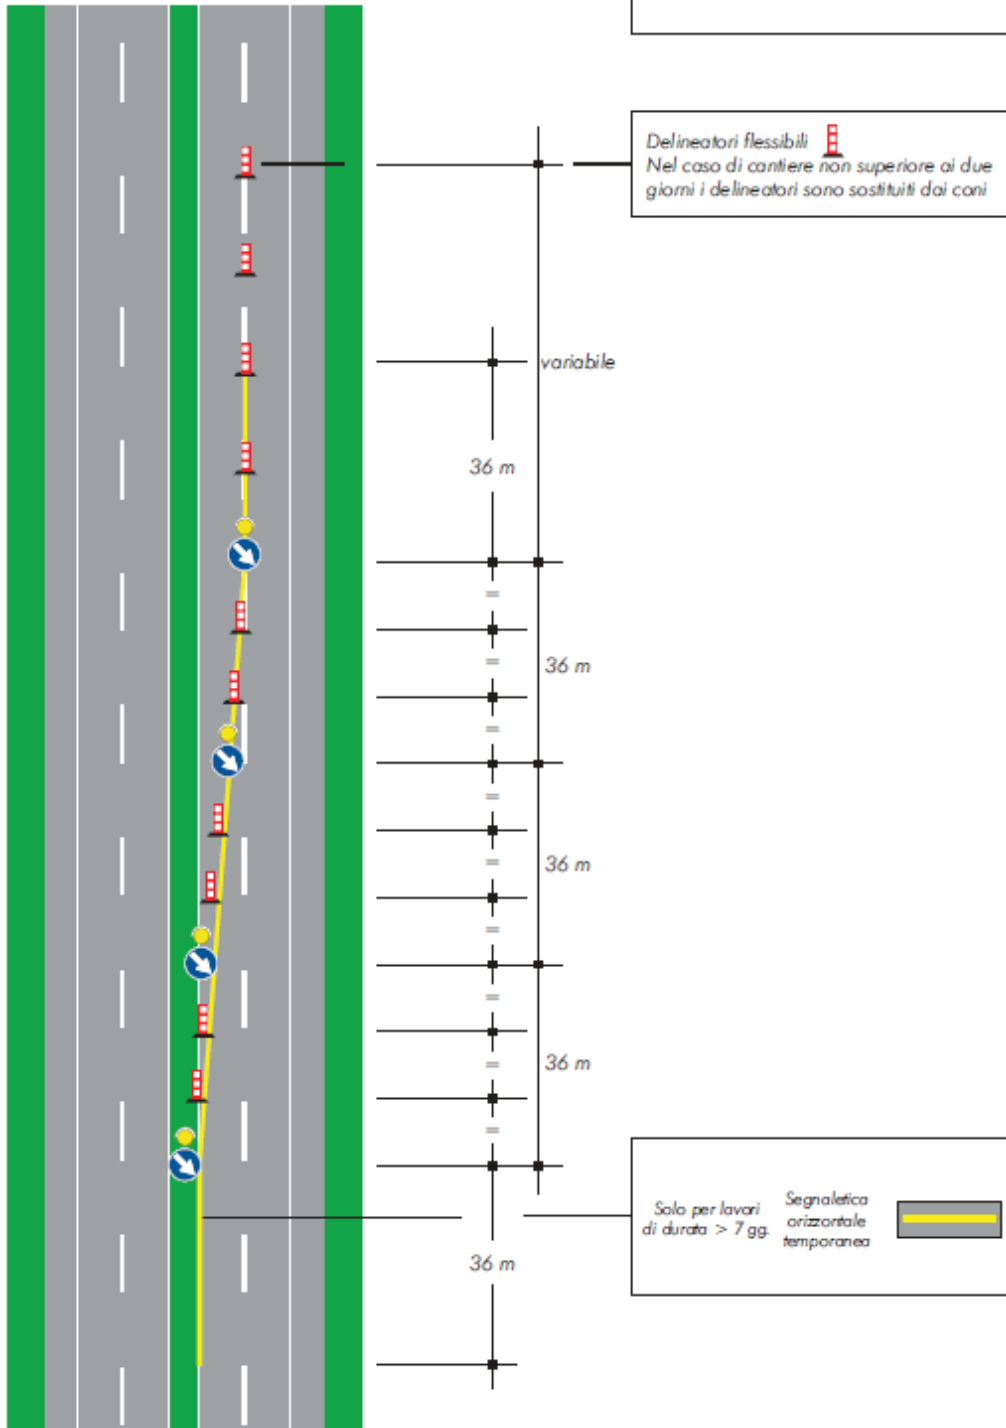 Delineatori flessibili
Nel caso di cantiere non superiore ai due
giorni i delineatori sono sostituiti dai coni
variabile
36 m
=
=
36 m
=
=
=
36 m
=
=
=
36 m
=
Solo per lavori
di durata > 7 gg.
Segnaletica
orizzontale
temporanea
36 m